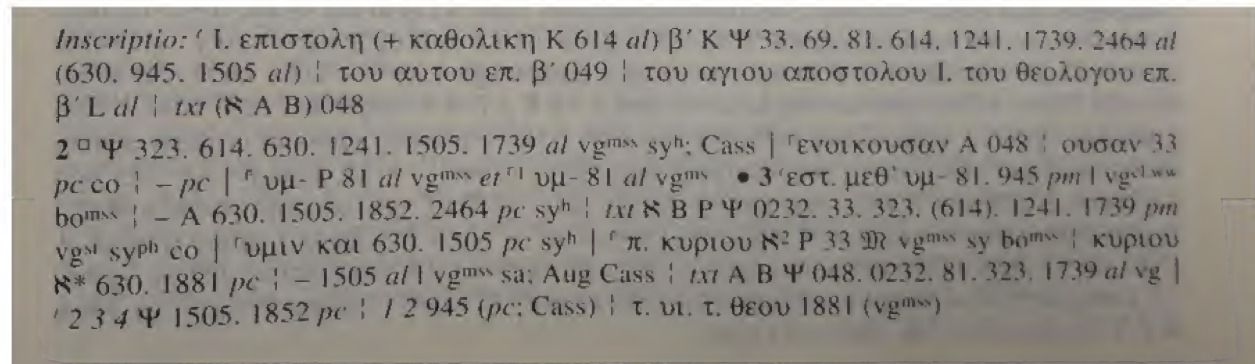 Inscriptio: ⸂ Ι. επιστολη (+ καθολικη K 614 al) β′ K Ψ 33. 69. 81. 614. 1241. 1739. 2464 al
(630. 945. 1505 al) ¦ του αυτου επ. β′ 049 ¦ του αγιου αποστολου Ι. του θεολογου επ.
β′ L al ¦ txt (ℵ A B) 048
2 ▫ Ψ 323. 614. 630. 1241. 1505. 1739 al vgᵐˢˢ syʰ; Cass | ⸀ενοικουσαν A 048 ¦ ουσαν 33
pc co ¦ – pc | ⸀ υμ- P 81 al vgᵐˢˢ et ⸀¹ υμ- 81 al vgᵐˢ • 3 ⸂εστ. μεθ᾽ υμ- 81. 945 pm l vgᶜˡ ʷʷ
boᵐˢˢ ¦ – A 630. 1505. 1852. 2464 pc syʰ ¦ txt ℵ B P Ψ 0232. 33. 323. (614). 1241. 1739 pm
vgˢᵗ syᵖʰ co | ⸀υμιν και 630. 1505 pc syʰ | ⸀ π. κυριου ℵ² P 33 𝔐 vgᵐˢˢ sy boᵐˢˢ ¦ κυριου
ℵ* 630. 1881 pc ¦ – 1505 al l vgᵐˢˢ sa; Aug Cass ¦ txt A B Ψ 048. 0232. 81. 323. 1739 al vg |
⸂ 2 3 4 Ψ 1505. 1852 pc ¦ 1 2 945 (pc; Cass) ¦ τ. υι. τ. θεου 1881 (vgᵐˢˢ)